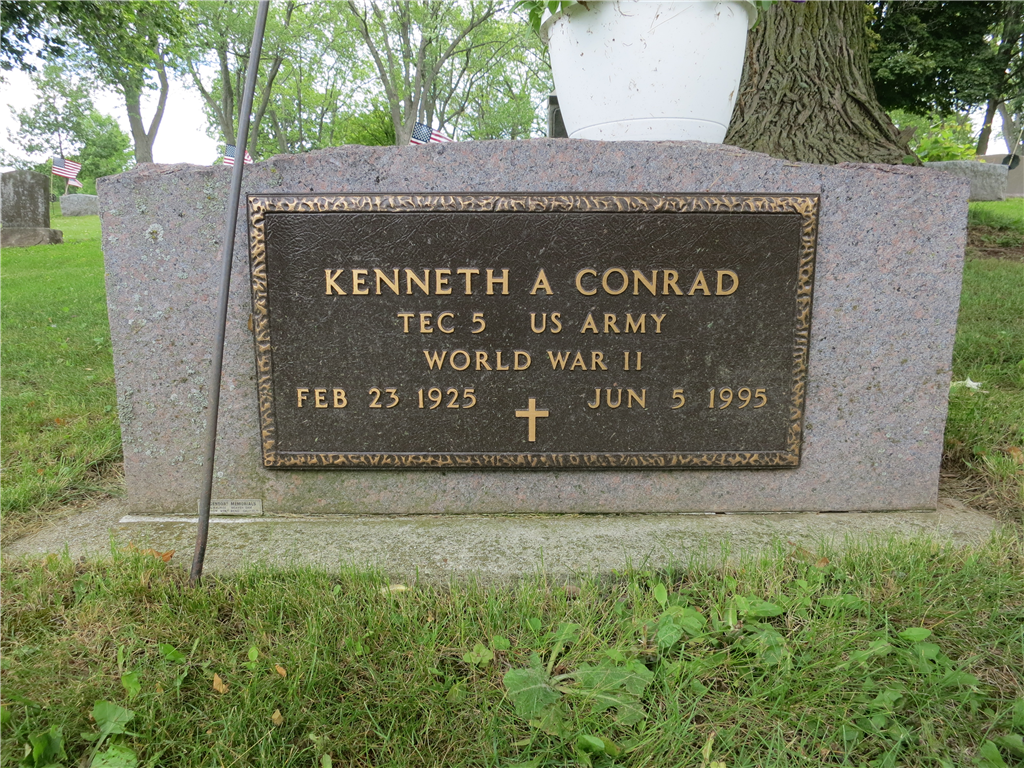 KENNETH A CONRAD
TEC 5 US ARMY
WORLD WAR II
FEB 23 1925 JUN 5 1995